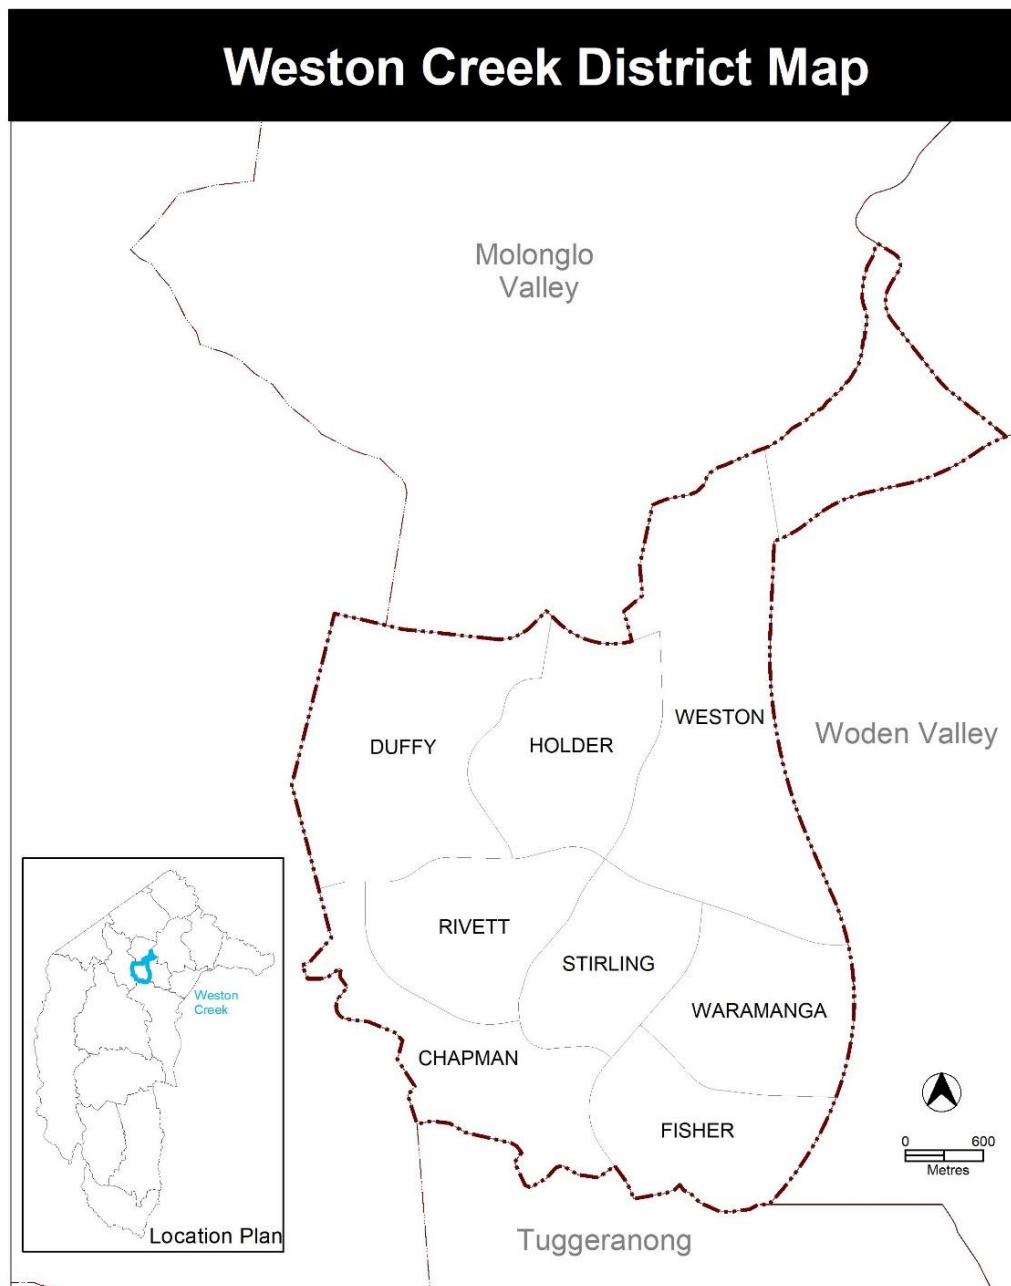 Weston Creek District Map
Molonglo
Valley
WESTON
Woden Valley
DUFFY
HOLDER
RIVETT
STIRLING
WARAMANGA
CHAPMAN
FISHER
Weston
Creek
Location Plan
0 600
Metres
Tuggeranong